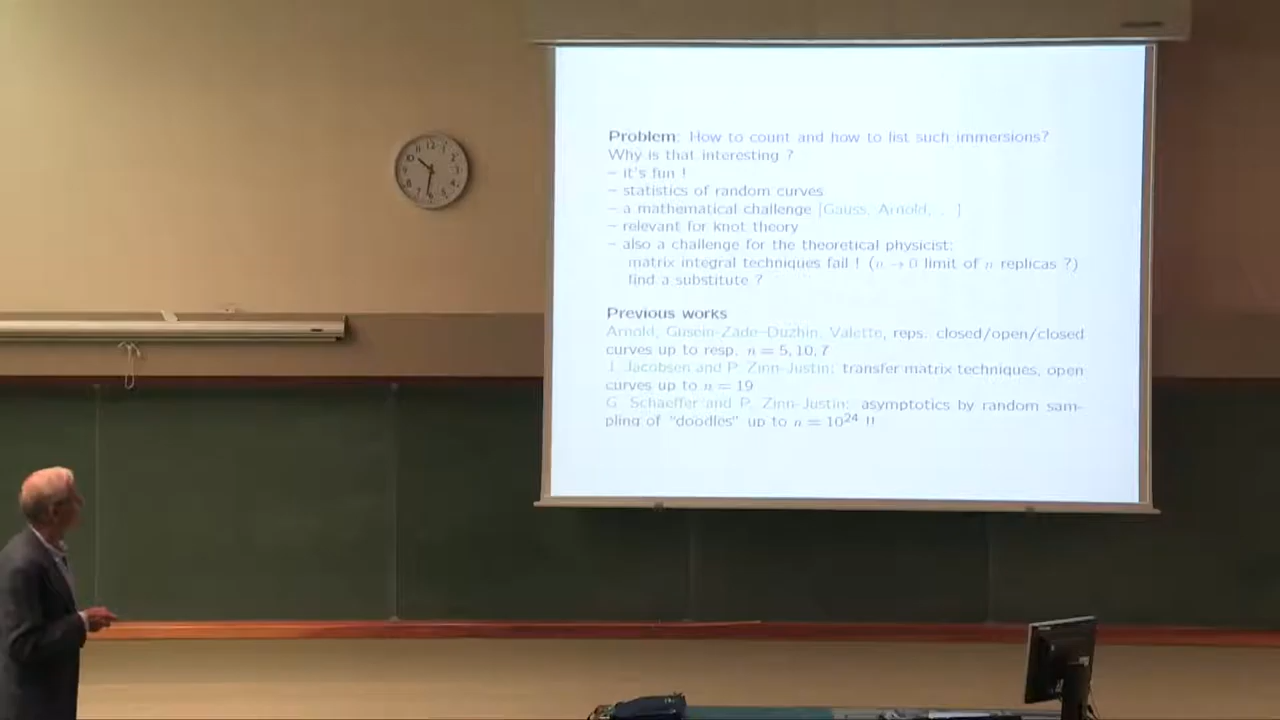 Problem: How to count and how to list such immersions?
Why is that interesting ?
– it's fun !
– statistics of random curves
– a mathematical challenge [Gauss, Arnold, . . ]
– relevant for knot theory
– also a challenge for the theoretical physicist:
matrix integral techniques fail ! (n → 0 limit of n replicas ?)
find a substitute ?
Previous works
Arnold, Gusein-Zade–Duzhin, Valette, reps. closed/open/closed
curves up to resp. n = 5, 10, 7
J. Jacobsen and P. Zinn-Justin: transfer matrix techniques, open
curves up to n = 19
G. Schaeffer and P. Zinn-Justin: asymptotics by random sam-
pling of "doodles" up to n = 10²⁴ !!